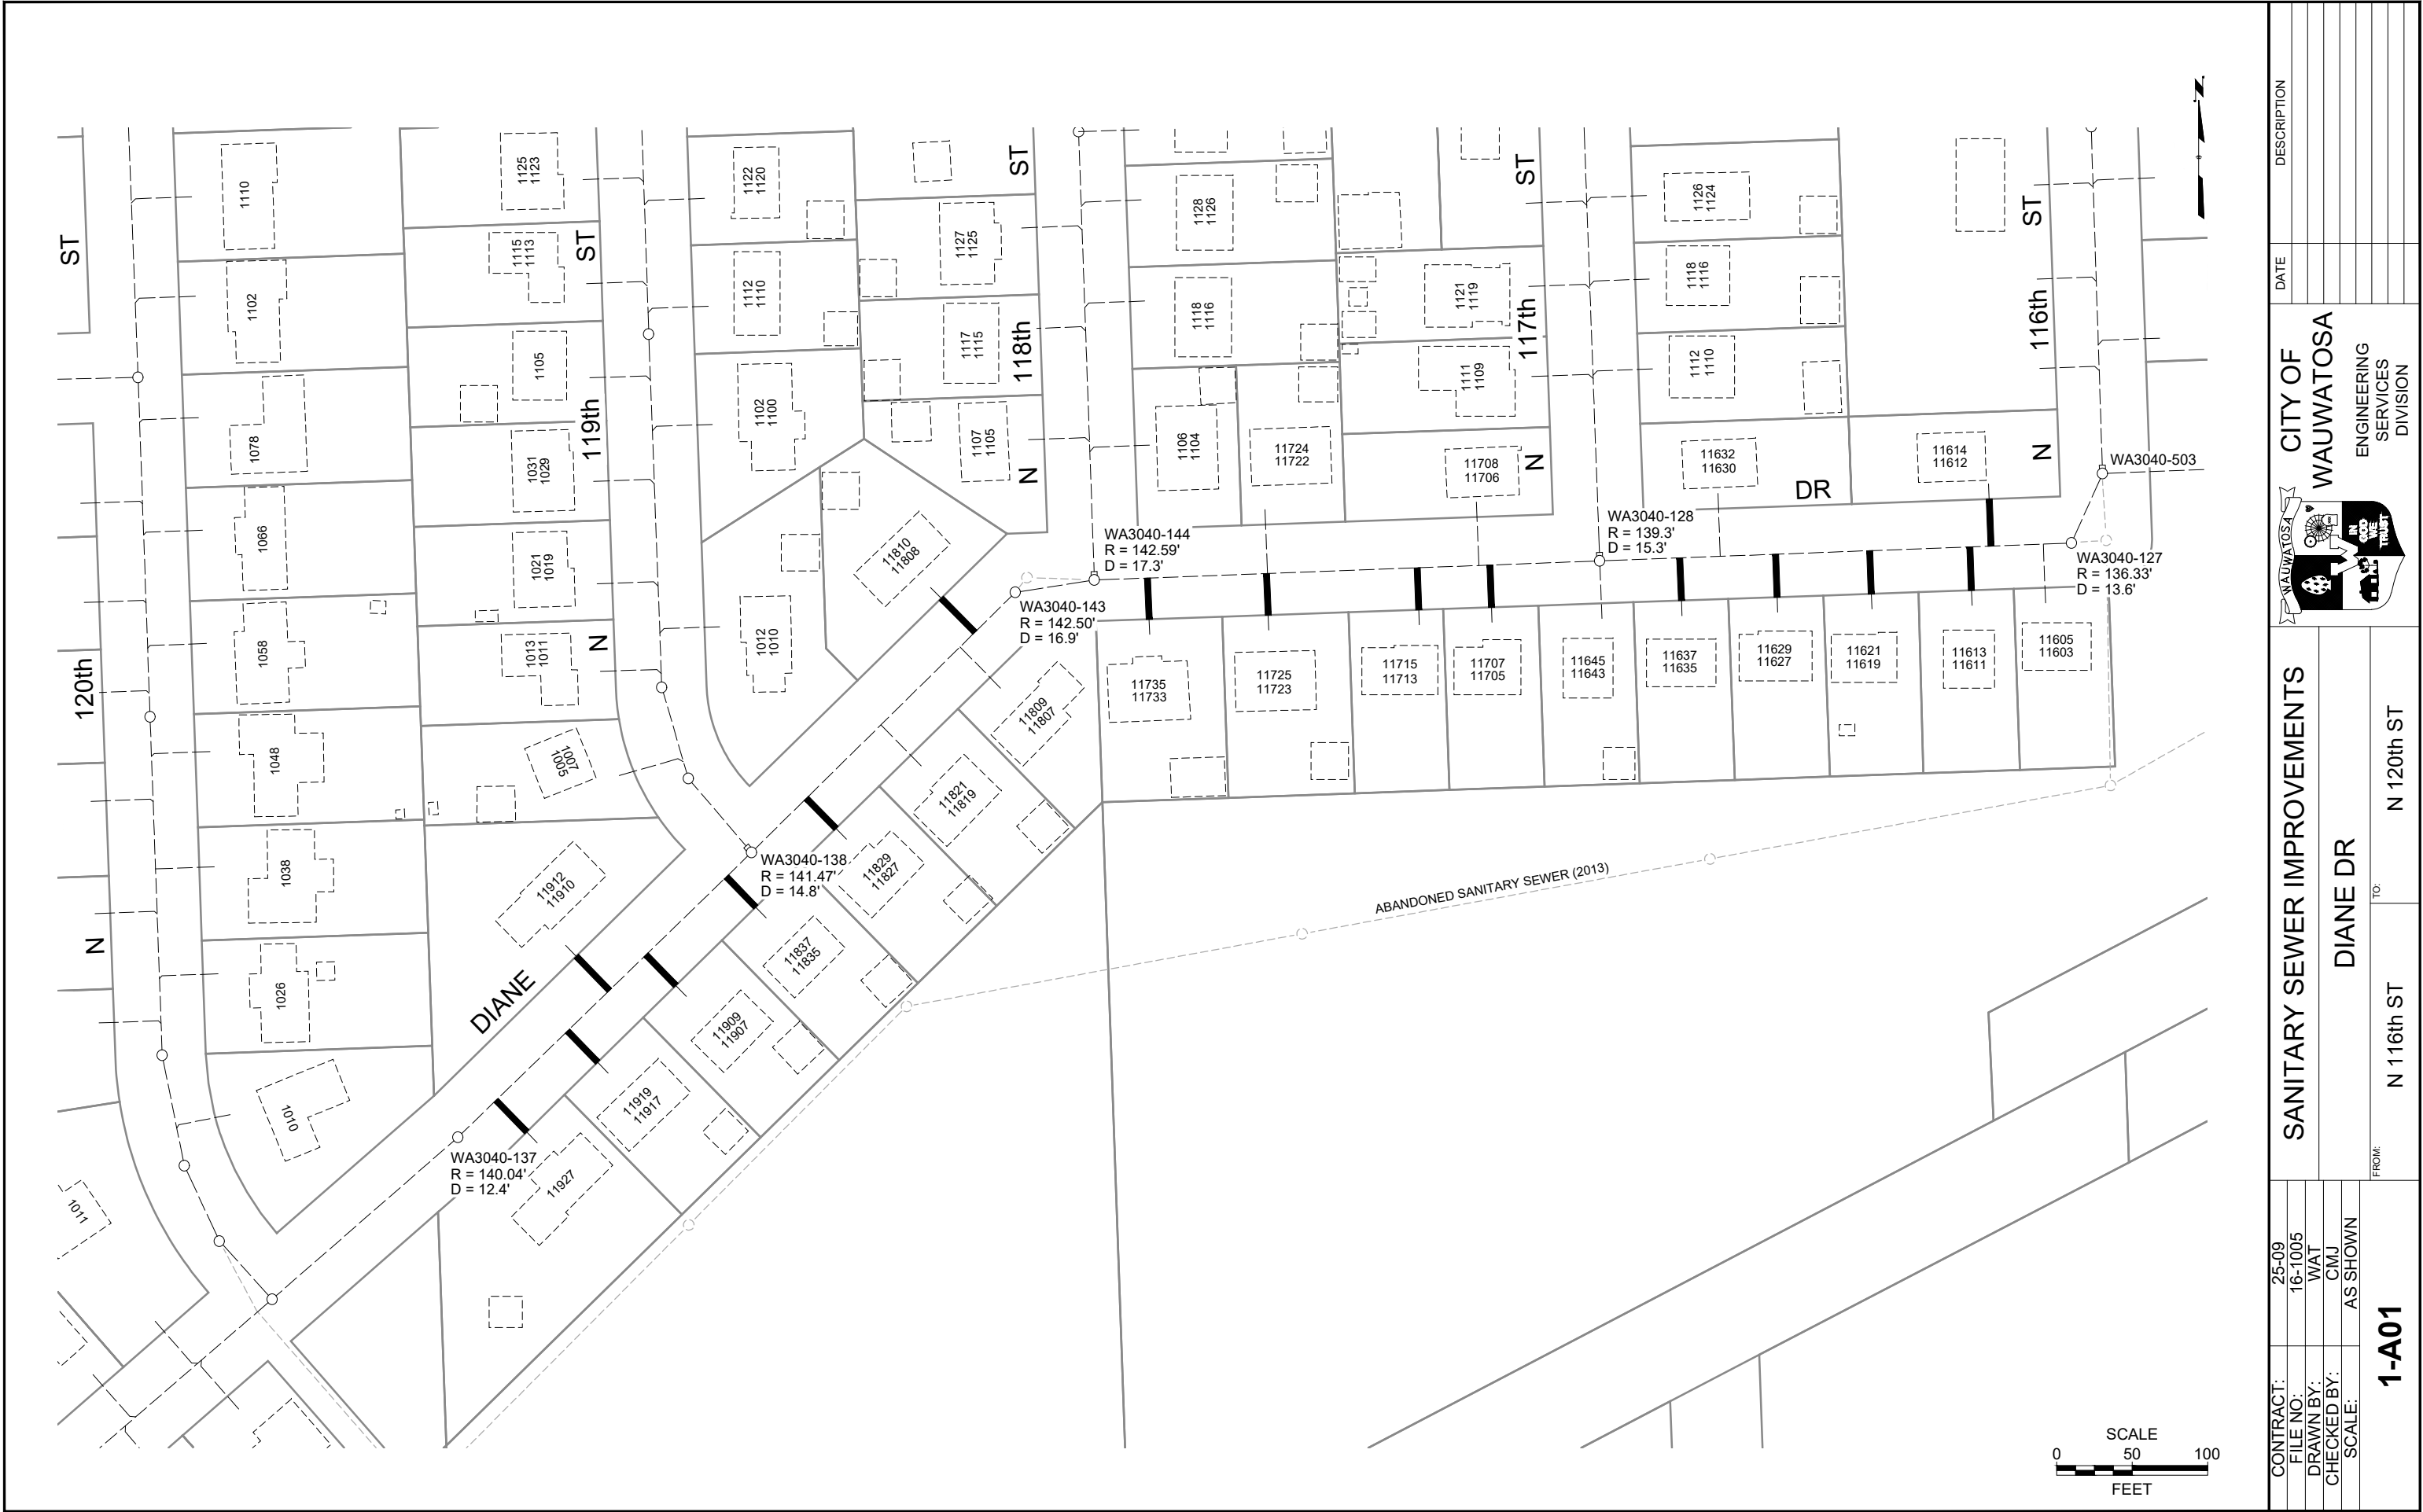 ST
1110
1102
1078
1066
1058
1048
1038
1026
1010
1011
120th
N
1125
1123
1115
1113
1105
1031
1029
1021
1019
1013
1011
1007
1005
ST
119th
N
1122
1120
1112
1110
1102
1100
1012
1010
11912
11910
DIANE
1127
1125
1117
1115
1107
1105
11810
11808
ST
118th
N
1128
1126
1118
1116
1106
1104
11724
11722
1121
1119
1111
1109
11708
11706
ST
117th
N
1126
1124
1118
1116
1112
1110
11632
11630
11614
11612
DR
ST
116th
N
WA3040-503
WA3040-144
R = 142.59'
D = 17.3'
WA3040-128
R = 139.3'
D = 15.3'
WA3040-127
R = 136.33'
D = 13.6'
WA3040-143
R = 142.50'
D = 16.9'
WA3040-138
R = 141.47'
D = 14.8'
WA3040-137
R = 140.04'
D = 12.4'
11735
11733
11725
11723
11715
11713
11707
11705
11645
11643
11637
11635
11629
11627
11621
11619
11613
11611
11605
11603
11809
11807
11821
11819
11829
11827
11837
11835
11909
11907
11919
11917
11927
ABANDONED SANITARY SEWER (2013)
SCALE
0 50 100
FEET
N
DESCRIPTION
DATE
CITY OF
WAUWATOSA
ENGINEERING
SERVICES
DIVISION
WAUWATOSA
IN
GOD
WE
TRUST
SANITARY SEWER IMPROVEMENTS
DIANE DR
FROM:
N 116th ST
TO:
N 120th ST
CONTRACT: 25-09
FILE NO: 16-1005
DRAWN BY: WAT
CHECKED BY: CMJ
SCALE: AS SHOWN
1-A01